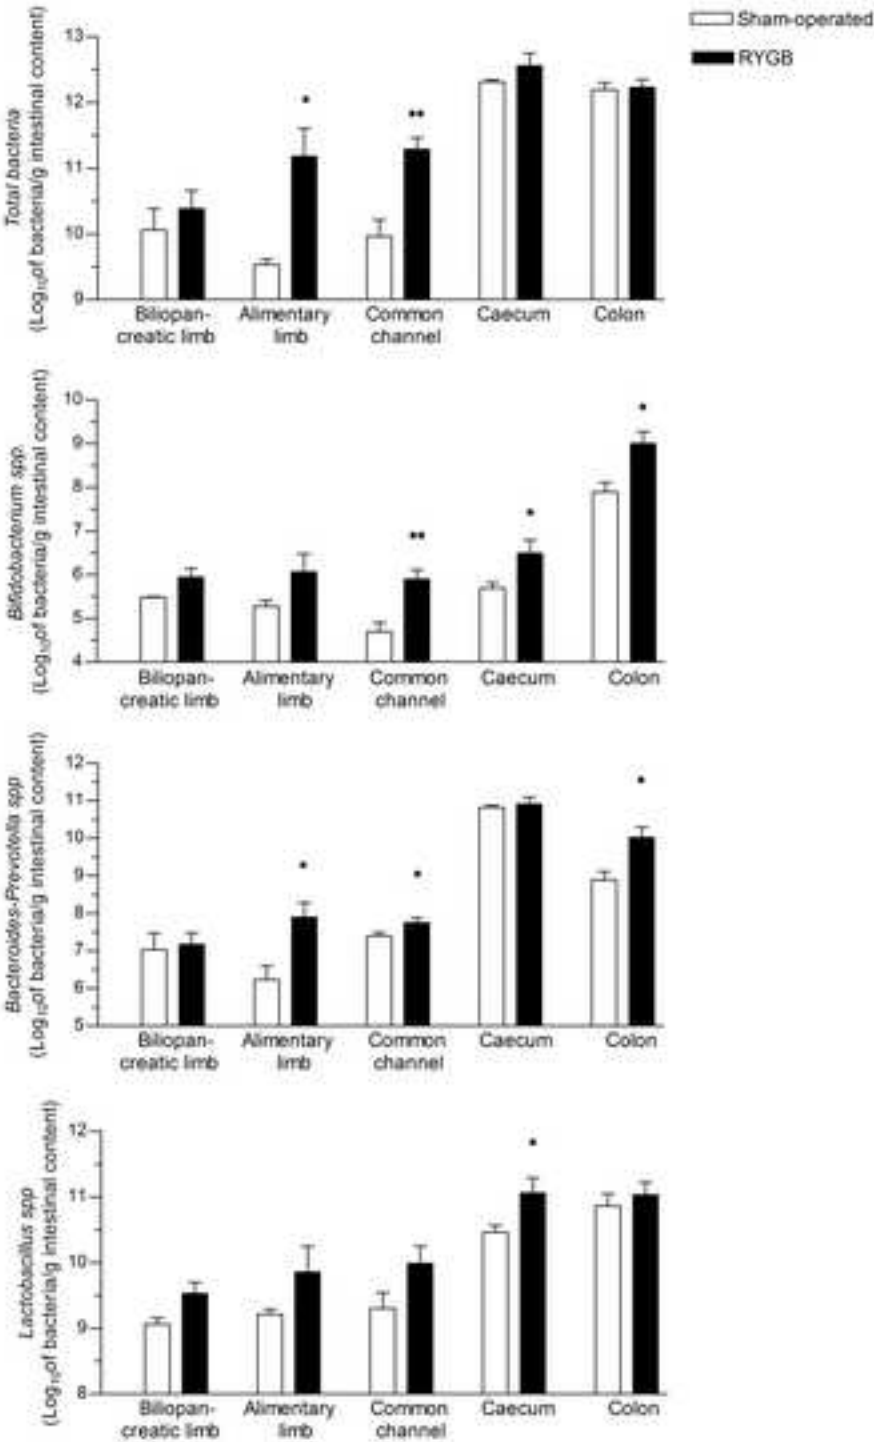 Sham-operated
RYGB
Total bacteria
(Log10of bacteria/g intestinal content)
13
12
11
10
9
*
**
Biliopan-
creatic limb
Alimentary
limb
Common
channel
Caecum
Colon
Bifidobacterium spp.
(Log10of bacteria/g intestinal content)
10
9
8
7
6
5
4
**
*
*
Biliopan-
creatic limb
Alimentary
limb
Common
channel
Caecum
Colon
Bacteroides-Prevotella spp
(Log10of bacteria/g intestinal content)
12
11
10
9
8
7
6
5
*
*
*
Biliopan-
creatic limb
Alimentary
limb
Common
channel
Caecum
Colon
Lactobacillus spp
(Log10of bacteria/g intestinal content)
12
11
10
9
8
*
Biliopan-
creatic limb
Alimentary
limb
Common
channel
Caecum
Colon